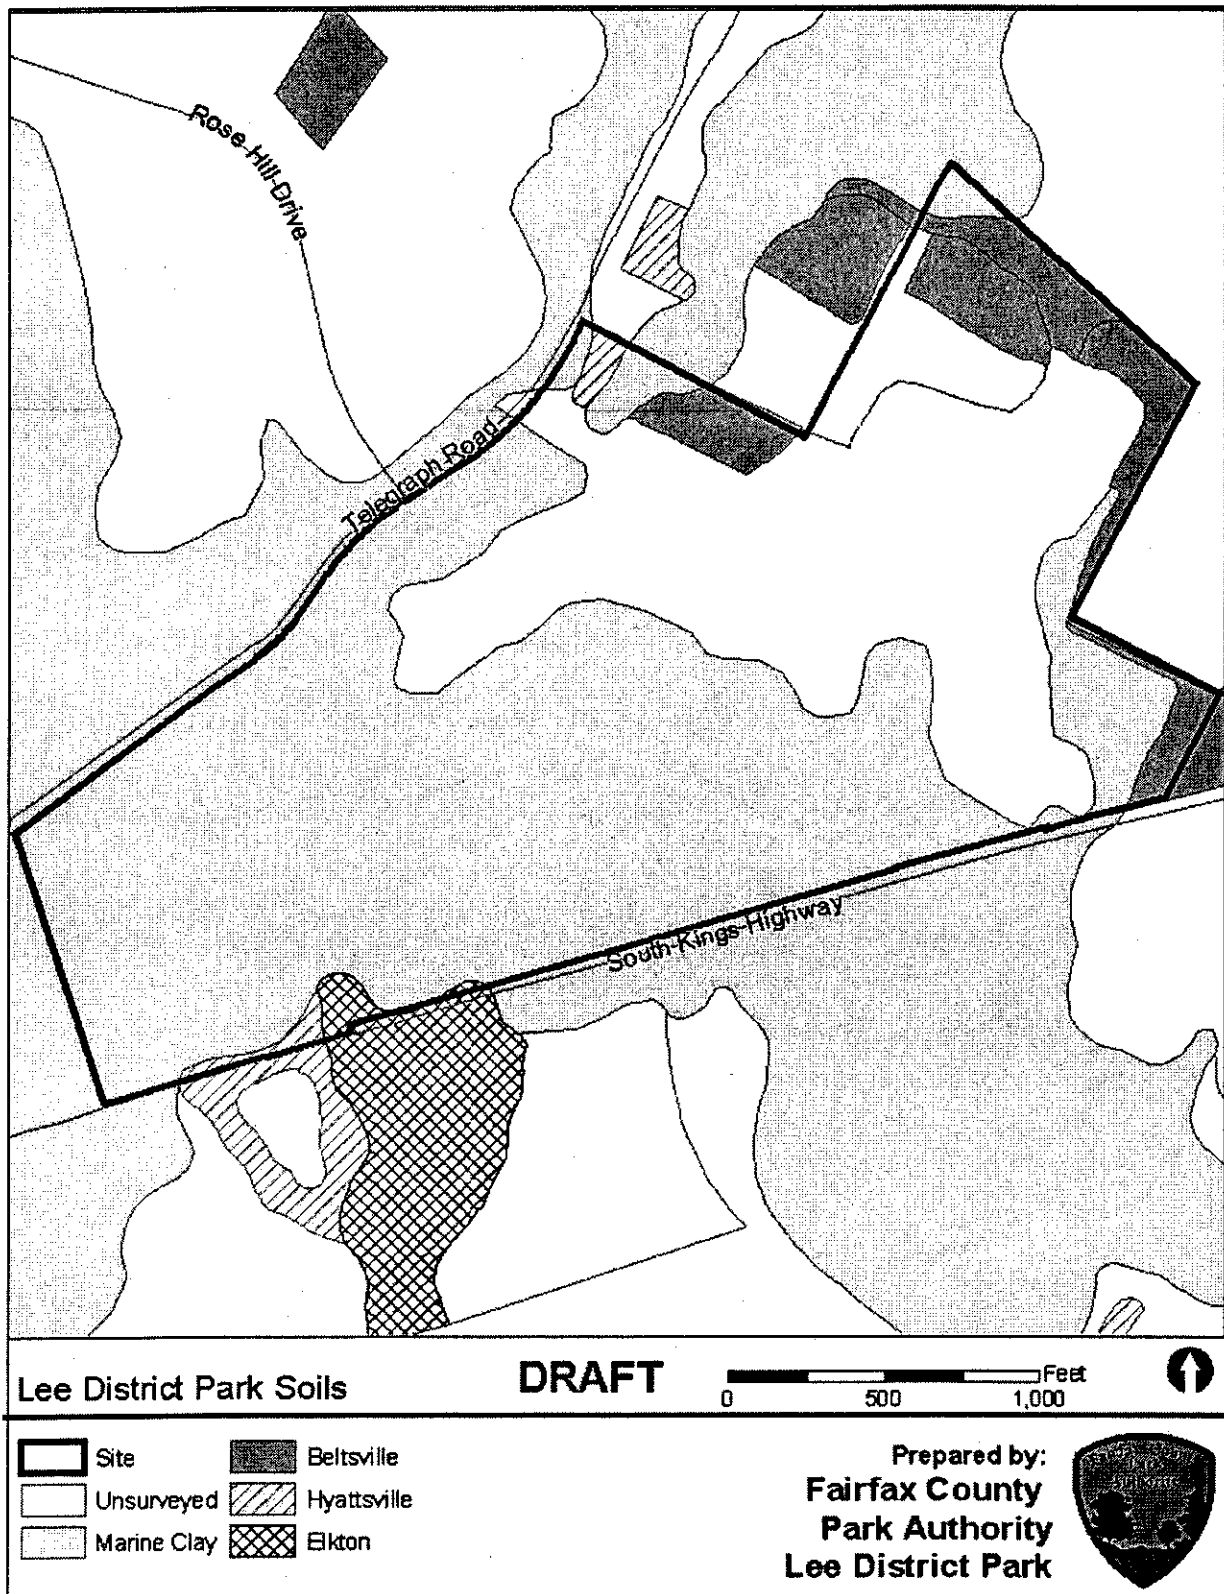 Rose Hill Drive
Telegraph Road
South Kings Highway
Lee District Park Soils
DRAFT
Feet
0 500 1,000
Site
Unsurveyed
Marine Clay
Beltsville
Hyattsville
Elkton
Prepared by:
Fairfax County
Park Authority
Lee District Park